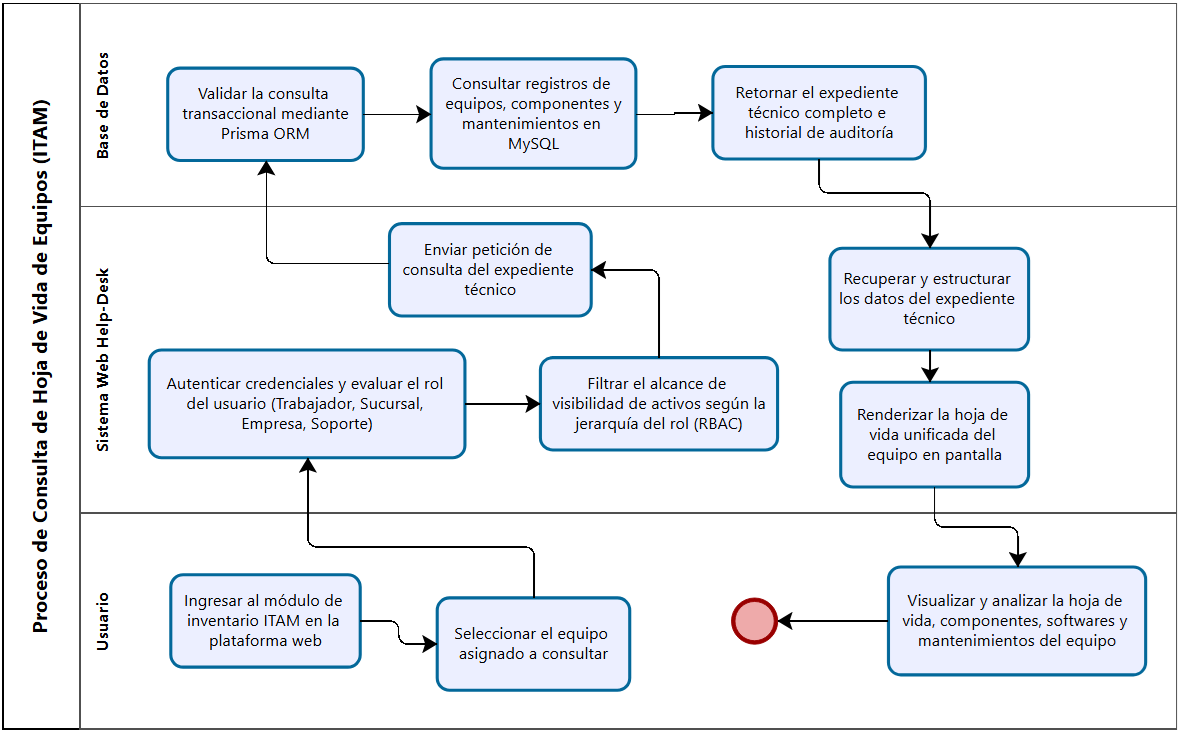 Proceso de Consulta de Hoja de Vida de Equipos (ITAM)
Base de Datos
Validar la consulta
transaccional mediante
Prisma ORM
Consultar registros de
equipos, componentes y
mantenimientos en
MySQL
Retornar el expediente
técnico completo e
historial de auditoría
Sistema Web Help-Desk
Enviar petición de
consulta del expediente
técnico
Recuperar y estructurar
los datos del expediente
técnico
Autenticar credenciales y evaluar el rol
del usuario (Trabajador, Sucursal,
Empresa, Soporte)
Filtrar el alcance de
visibilidad de activos según la
jerarquía del rol (RBAC)
Renderizar la hoja de
vida unificada del
equipo en pantalla
Usuario
Ingresar al módulo de
inventario ITAM en la
plataforma web
Seleccionar el equipo
asignado a consultar
Visualizar y analizar la hoja de
vida, componentes, softwares y
mantenimientos del equipo